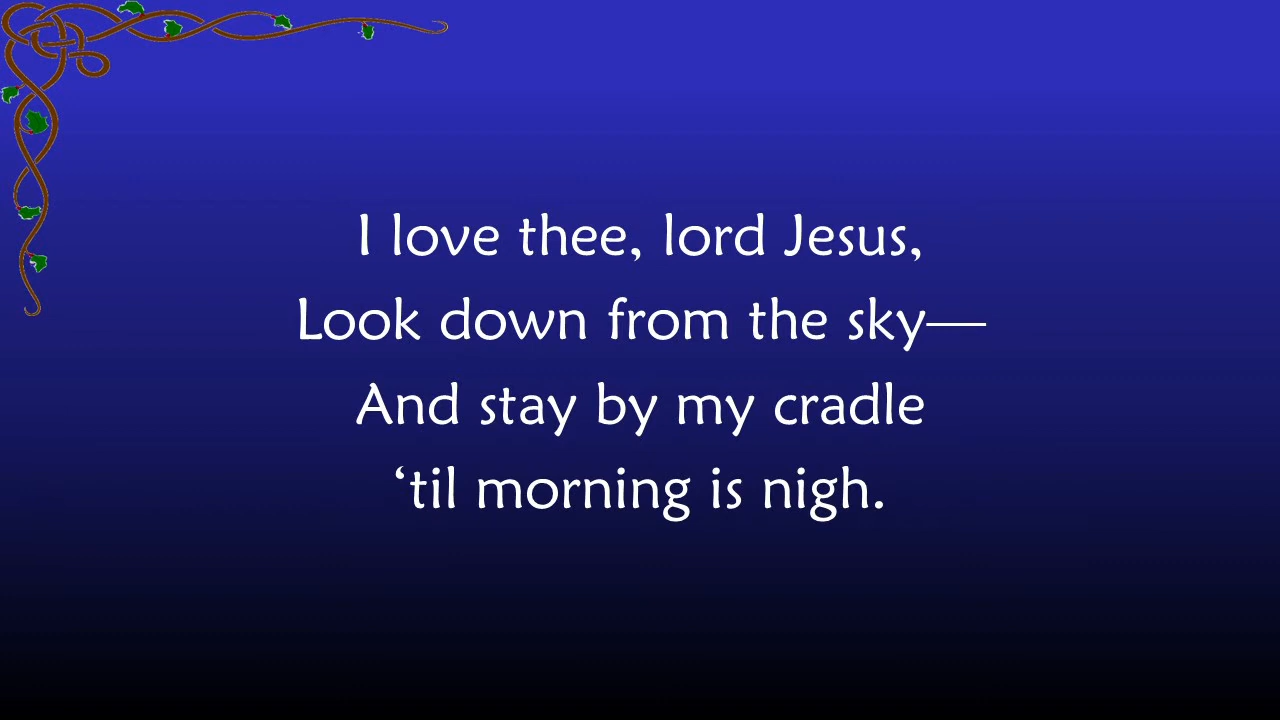 I love thee, lord Jesus,
Look down from the sky—
And stay by my cradle
‘til morning is nigh.